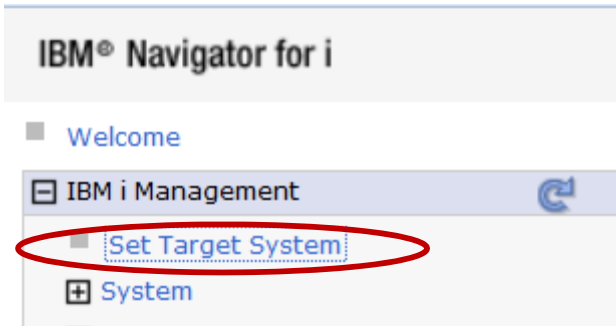 IBM® Navigator for i
Welcome
IBM i Management
Set Target System
System